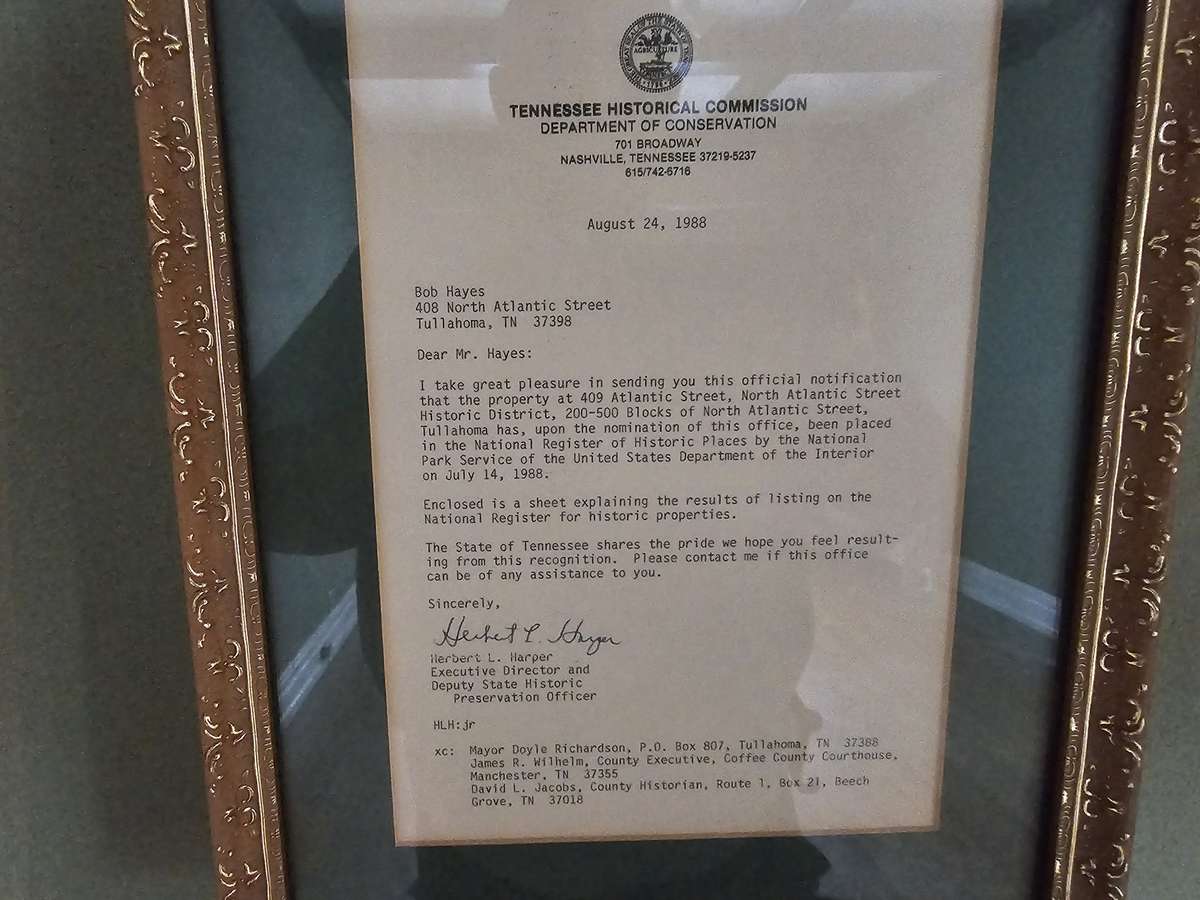 AGRICULTURE
TENNESSEE HISTORICAL COMMISSION
DEPARTMENT OF CONSERVATION
701 BROADWAY
NASHVILLE, TENNESSEE 37219-5237
615/742-6716
August 24, 1988
Bob Hayes
408 North Atlantic Street
Tullahoma, TN 37398
Dear Mr. Hayes:
I take great pleasure in sending you this official notification
that the property at 409 Atlantic Street, North Atlantic Street
Historic District, 200-500 Blocks of North Atlantic Street,
Tullahoma has, upon the nomination of this office, been placed
in the National Register of Historic Places by the National
Park Service of the United States Department of the Interior
on July 14, 1988.
Enclosed is a sheet explaining the results of listing on the
National Register for historic properties.
The State of Tennessee shares the pride we hope you feel result-
ing from this recognition. Please contact me if this office
can be of any assistance to you.
Sincerely,
Herbert L. Harper
Herbert L. Harper
Executive Director and
Deputy State Historic
Preservation Officer
HLH:jr
xc: Mayor Doyle Richardson, P.O. Box 807, Tullahoma, TN 37388
James R. Wilhelm, County Executive, Coffee County Courthouse,
Manchester, TN 37355
David L. Jacobs, County Historian, Route 1, Box 21, Beech
Grove, TN 37018